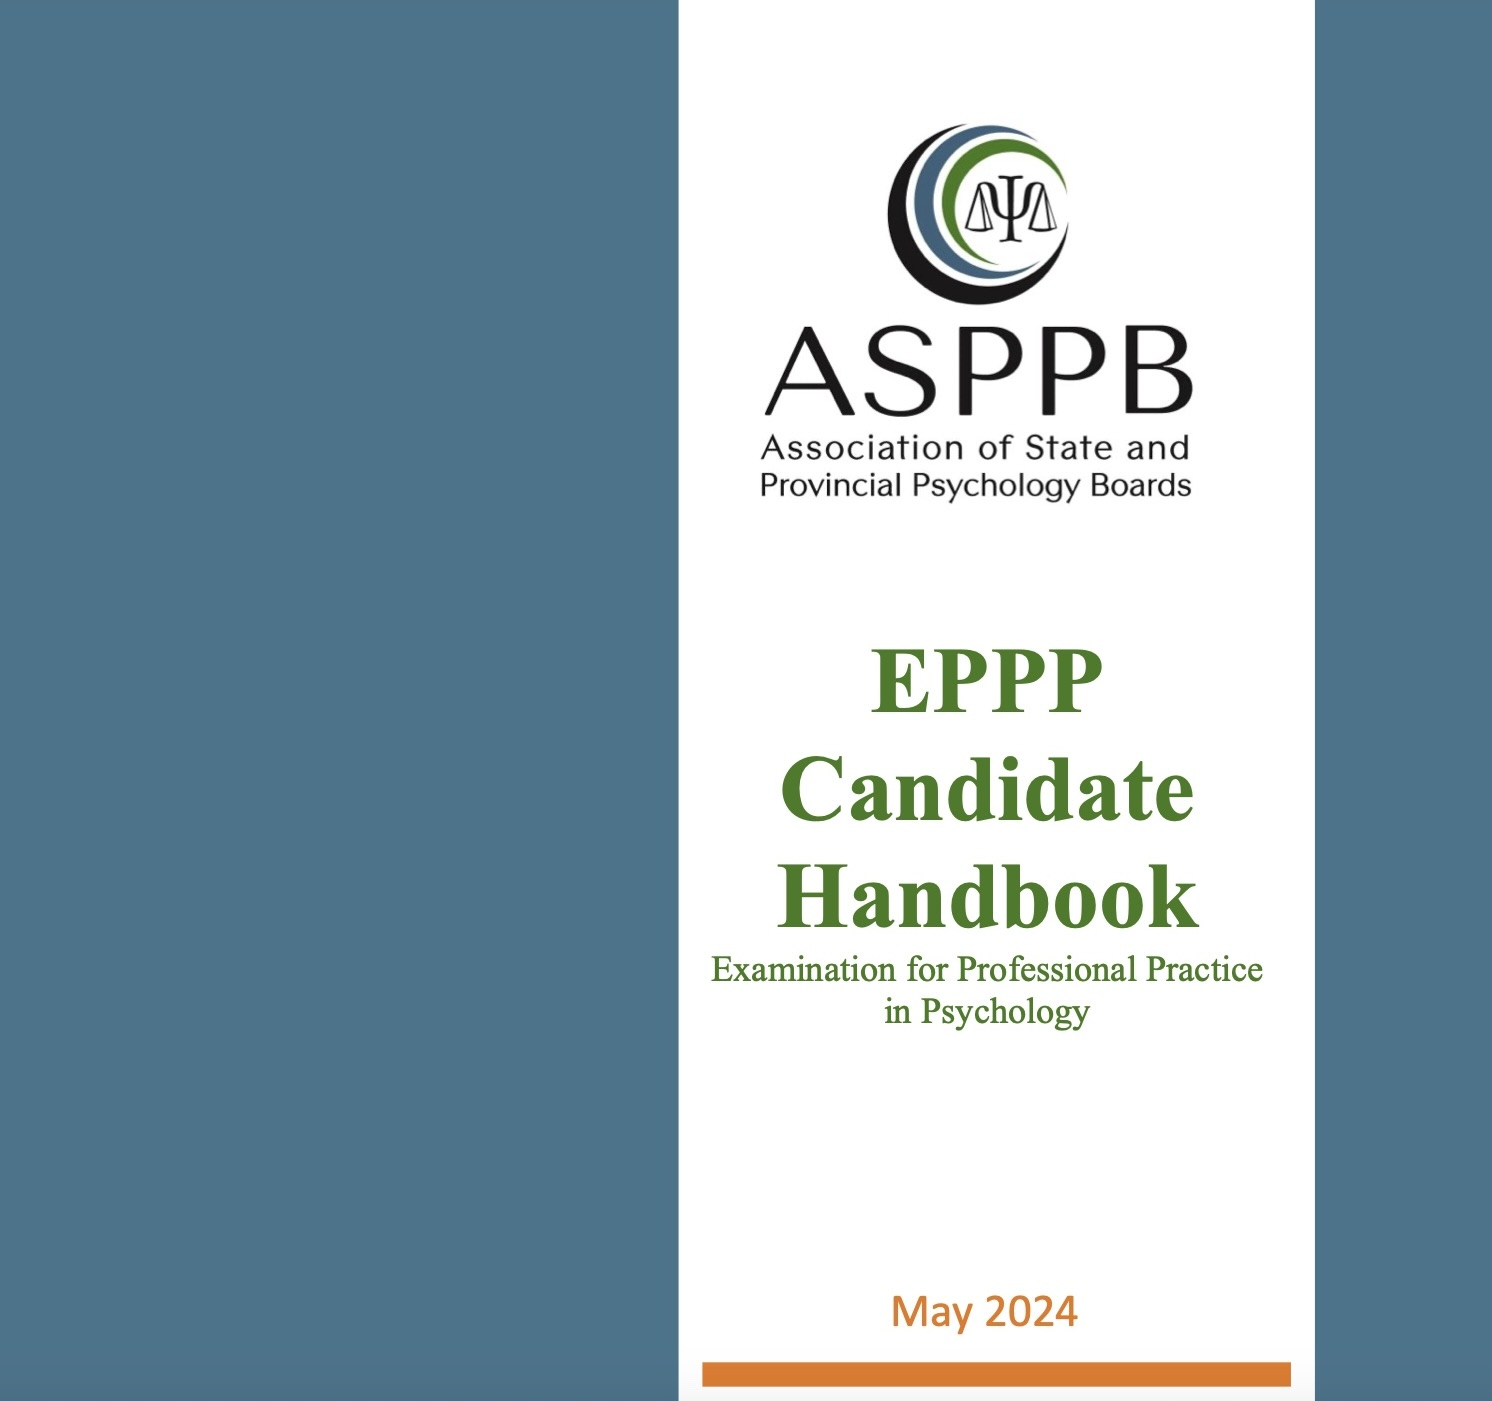 ASPPB
Association of State and
Provincial Psychology Boards
EPPP
Candidate
Handbook
Examination for Professional Practice
in Psychology
May 2024